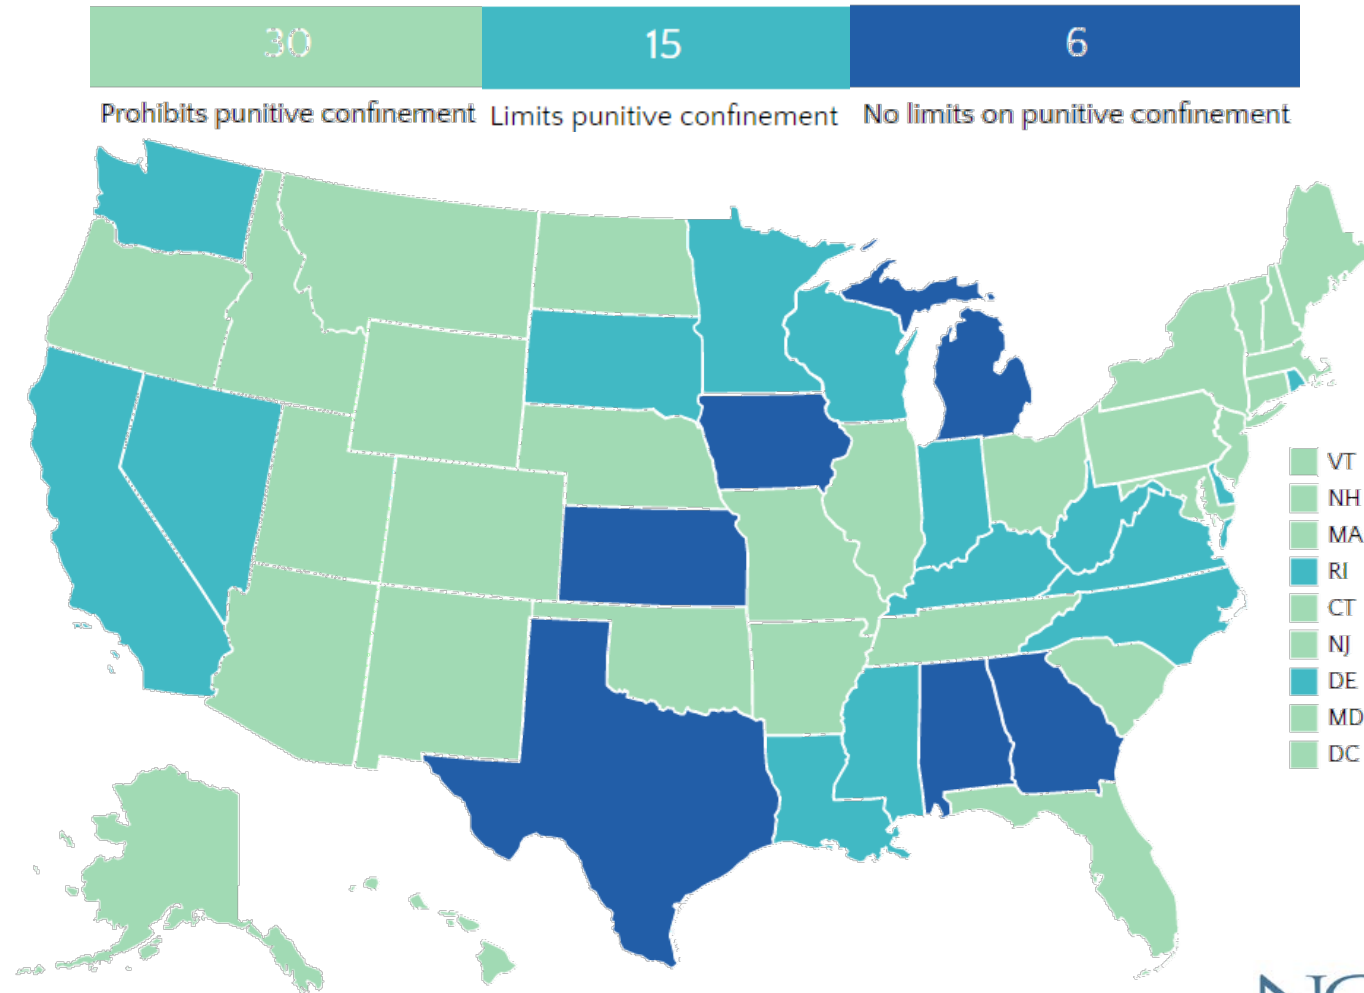 30 15 6
Prohibits punitive confinement Limits punitive confinement No limits on punitive confinement
VT
NH
MA
RI
CT
NJ
DE
MD
DC